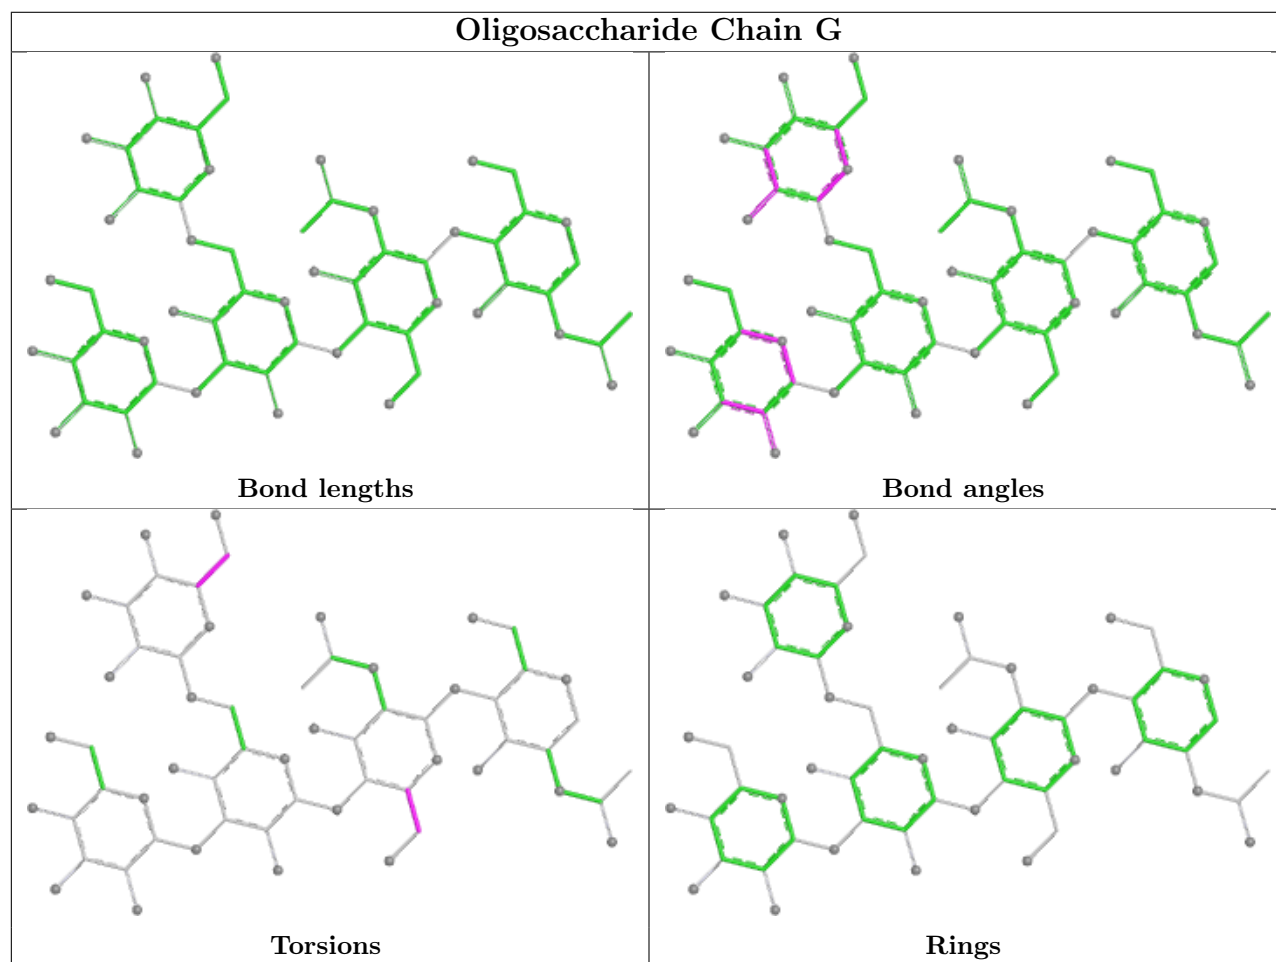 Oligosaccharide Chain G
Bond lengths
Bond angles
Torsions
Rings